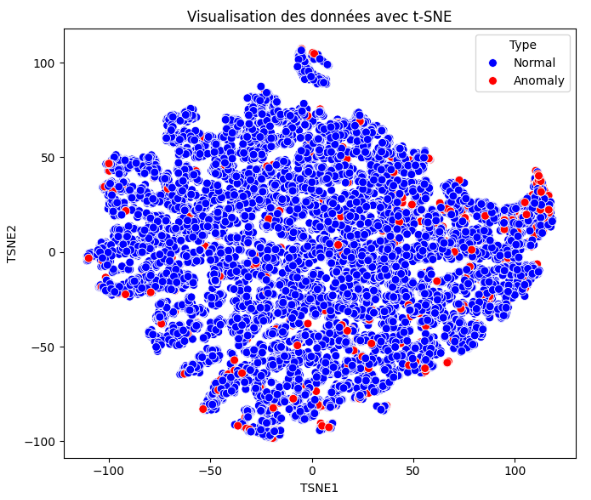 Visualisation des données avec t-SNE
Type
Normal
Anomaly
100
50
0
−50
−100
TSNE2
−100
−50
0
50
100
TSNE1